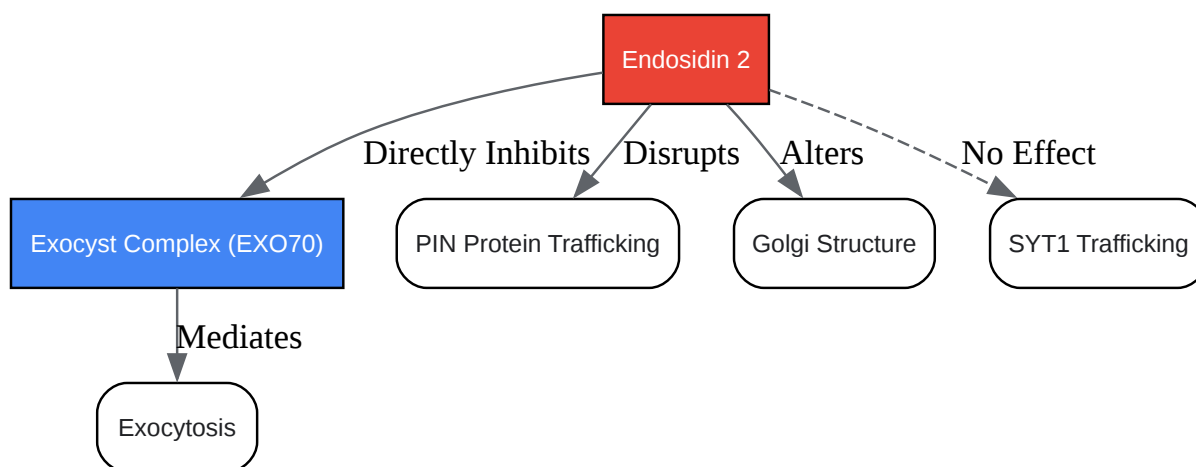 Endosidin 2
Directly Inhibits
Disrupts
Alters
No Effect
Exocyst Complex (EXO70)
PIN Protein Trafficking
Golgi Structure
SYT1 Trafficking
Mediates
Exocytosis